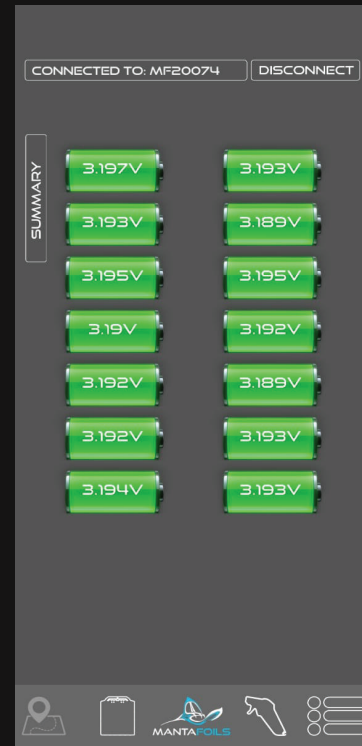 CONNECTED TO: MF20074 DISCONNECT
SUMMARY
3.197V 3.193V
3.193V 3.189V
3.195V 3.195V
3.19V 3.192V
3.192V 3.189V
3.192V 3.193V
3.194V 3.193V
MANTAFOILS